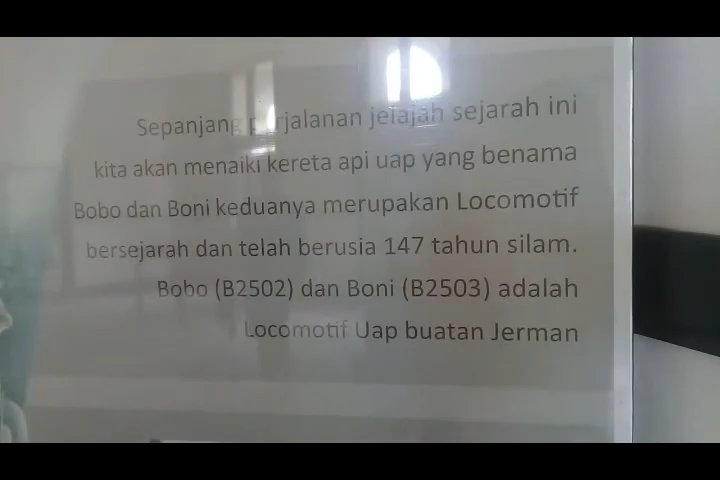 Sepanjang perjalanan jelajah sejarah ini
kita akan menaiki kereta api uap yang benama
Bobo dan Boni keduanya merupakan Locomotif
bersejarah dan telah berusia 147 tahun silam.
Bobo (B2502) dan Boni (B2503) adalah
Locomotif Uap buatan Jerman